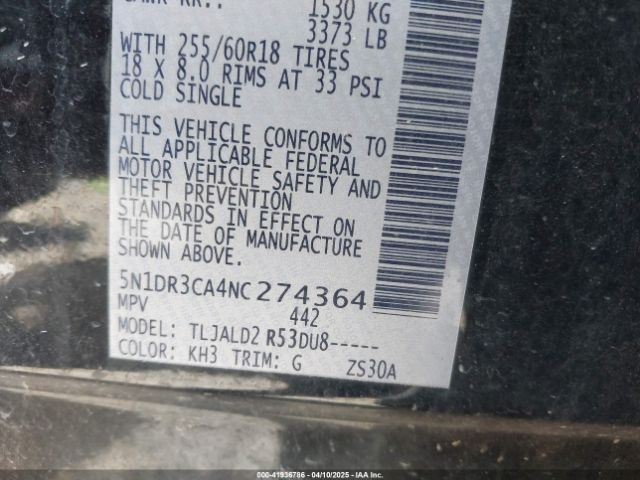 GAWR RR.: 1530 KG
3373 LB
WITH 255/60R18 TIRES
18 X 8.0 RIMS AT 33 PSI
COLD SINGLE
THIS VEHICLE CONFORMS TO
ALL APPLICABLE FEDERAL
MOTOR VEHICLE SAFETY AND
THEFT PREVENTION
STANDARDS IN EFFECT ON
THE DATE OF MANUFACTURE
SHOWN ABOVE.
5N1DR3CA4NC274364
MPV 442
MODEL: TLJALD2 R53DU8-----
COLOR: KH3 TRIM: G ZS30A
000-41936786 - 04/10/2025 - IAA Inc.